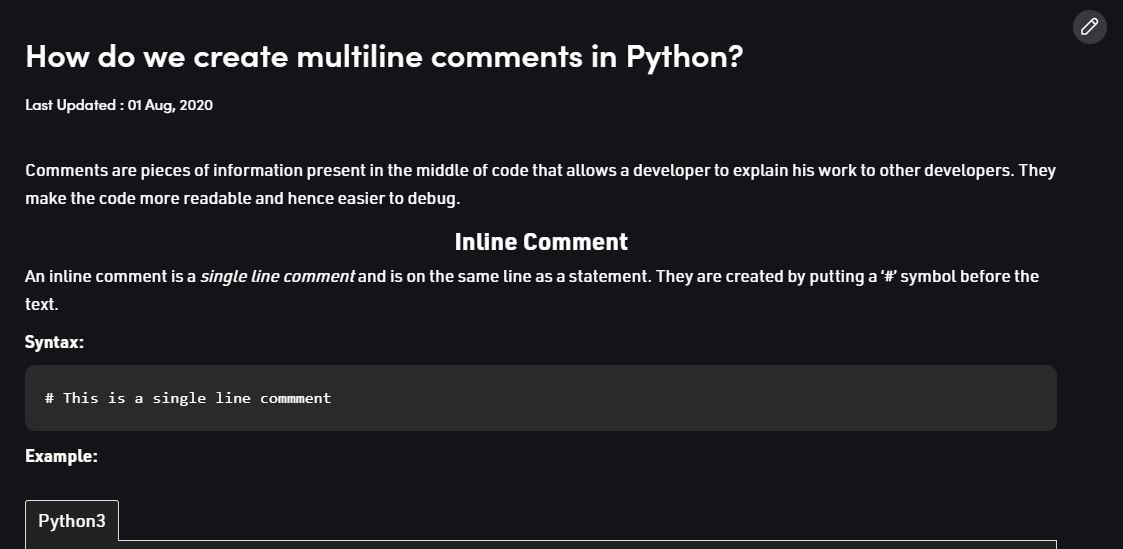 How do we create multiline comments in Python?
Last Updated : 01 Aug, 2020
Comments are pieces of information present in the middle of code that allows a developer to explain his work to other developers. They
make the code more readable and hence easier to debug.
Inline Comment
An inline comment is a single line comment and is on the same line as a statement. They are created by putting a ‘#’ symbol before the
text.
Syntax:
# This is a single line commment
Example:
Python3